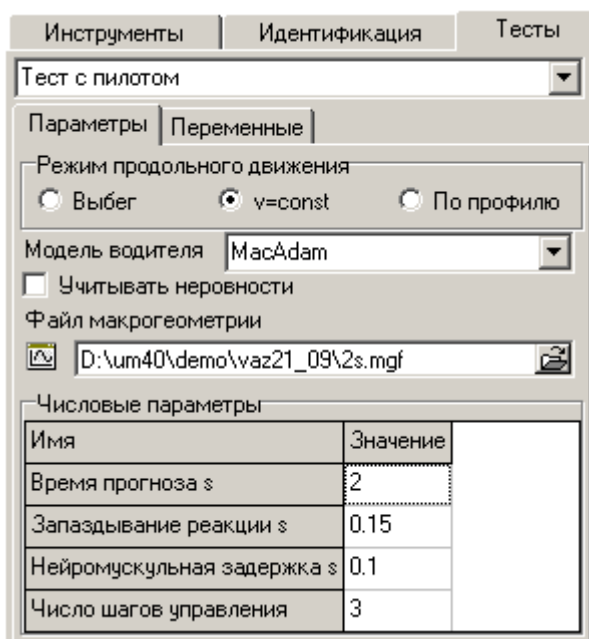 Инструменты Идентификация Тесты
Тест с пилотом
Параметры Переменные
Режим продольного движения
Выбег v=const По профилю
Модель водителя MacAdam
Учитывать неровности
Файл макрогеометрии
D:\um40\demo\vaz21_09\2s.mgf
Числовые параметры
Имя Значение
Время прогноза s 2
Запаздывание реакции s 0.15
Нейромускульная задержка s 0.1
Число шагов управления 3